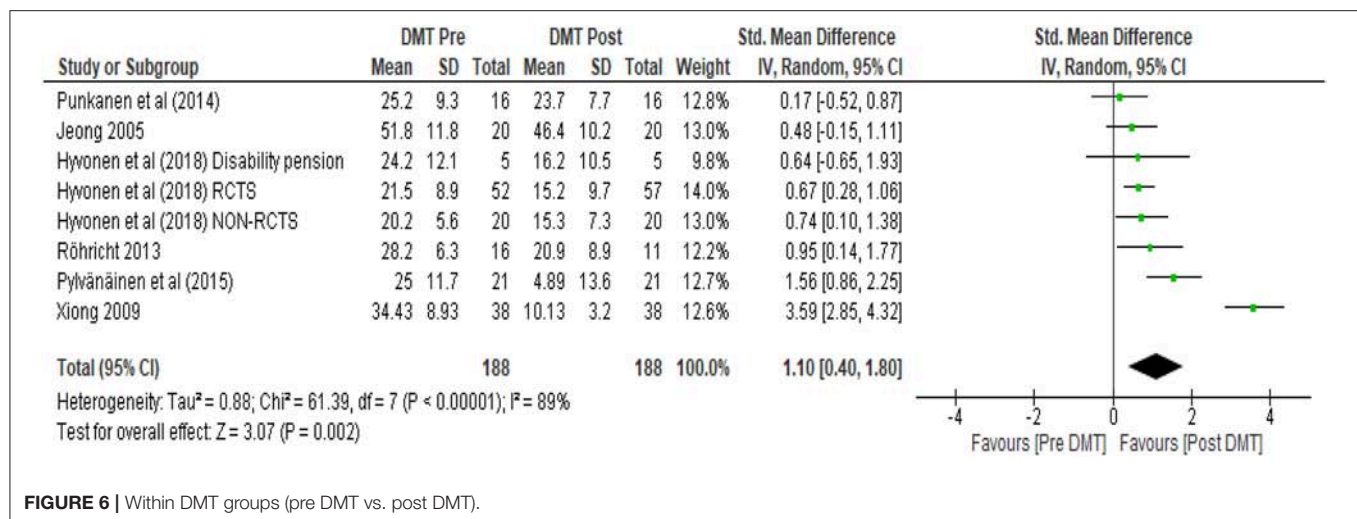 DMT Pre DMT Post Std. Mean Difference Std. Mean Difference
Study or Subgroup Mean SD Total Mean SD Total Weight IV, Random, 95% CI IV, Random, 95% CI
Punkanen et al (2014) 25.2 9.3 16 23.7 7.7 16 12.8% 0.17 [-0.52, 0.87]
Jeong 2005 51.8 11.8 20 46.4 10.2 20 13.0% 0.48 [-0.15, 1.11]
Hyvonen et al (2018) Disability pension 24.2 12.1 5 16.2 10.5 5 9.8% 0.64 [-0.65, 1.93]
Hyvonen et al (2018) RCTS 21.5 8.9 52 15.2 9.7 57 14.0% 0.67 [0.28, 1.06]
Hyvonen et al (2018) NON-RCTS 20.2 5.6 20 15.3 7.3 20 13.0% 0.74 [0.10, 1.38]
Röhricht 2013 28.2 6.3 16 20.9 8.9 11 12.2% 0.95 [0.14, 1.77]
Pylvänäinen et al (2015) 25 11.7 21 4.89 13.6 21 12.7% 1.56 [0.86, 2.25]
Xiong 2009 34.43 8.93 38 10.13 3.2 38 12.6% 3.59 [2.85, 4.32]
Total (95% CI) 188 188 100.0% 1.10 [0.40, 1.80]
Heterogeneity: Tau² = 0.88; Chi² = 61.39, df = 7 (P < 0.00001); I² = 89%
Test for overall effect: Z = 3.07 (P = 0.002)
-4 -2 0 2 4
Favours [Pre DMT] Favours [Post DMT]
FIGURE 6 | Within DMT groups (pre DMT vs. post DMT).